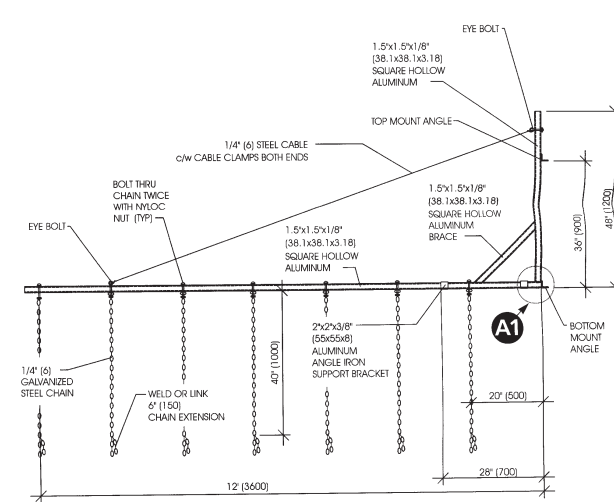 EYE BOLT
1.5"x1.5"x1/8"
(38.1x38.1x3.18)
SQUARE HOLLOW
ALUMINUM
TOP MOUNT ANGLE
1/4" (6) STEEL CABLE
c/w CABLE CLAMPS BOTH ENDS
BOLT THRU
CHAIN TWICE
WITH NYLOC
NUT (TYP)
1.5"x1.5"x1/8"
(38.1x38.1x3.18)
SQUARE HOLLOW
ALUMINUM
BRACE
36" (900)
48" (1200)
EYE BOLT
1.5"x1.5"x1/8"
(38.1x38.1x3.18)
SQUARE HOLLOW
ALUMINUM
2"x2"x3/8"
(55x55x8)
ALUMINUM
ANGLE IRON
SUPPORT BRACKET
A1
BOTTOM
MOUNT
ANGLE
1/4" (6)
GALVANIZED
STEEL CHAIN
WELD OR LINK
6" (150)
CHAIN EXTENSION
40" (1000)
20" (500)
28" (700)
12' (3600)